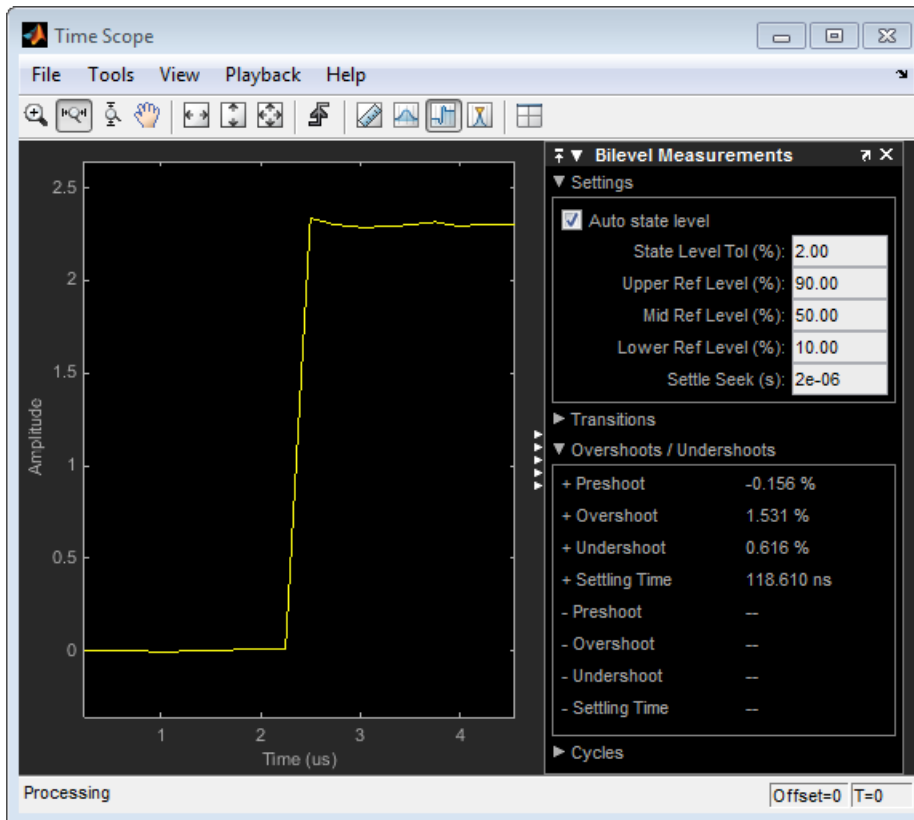 Time Scope
File Tools View Playback Help
Bilevel Measurements
Settings
Auto state level
State Level Tol (%): 2.00
Upper Ref Level (%): 90.00
Mid Ref Level (%): 50.00
Lower Ref Level (%): 10.00
Settle Seek (s): 2e-06
Transitions
Overshoots / Undershoots
+ Preshoot -0.156 %
+ Overshoot 1.531 %
+ Undershoot 0.616 %
+ Settling Time 118.610 ns
- Preshoot --
- Overshoot --
- Undershoot --
- Settling Time --
Cycles
2.5
2
1.5
1
0.5
0
Amplitude
1 2 3 4
Time (us)
Processing
Offset=0 T=0